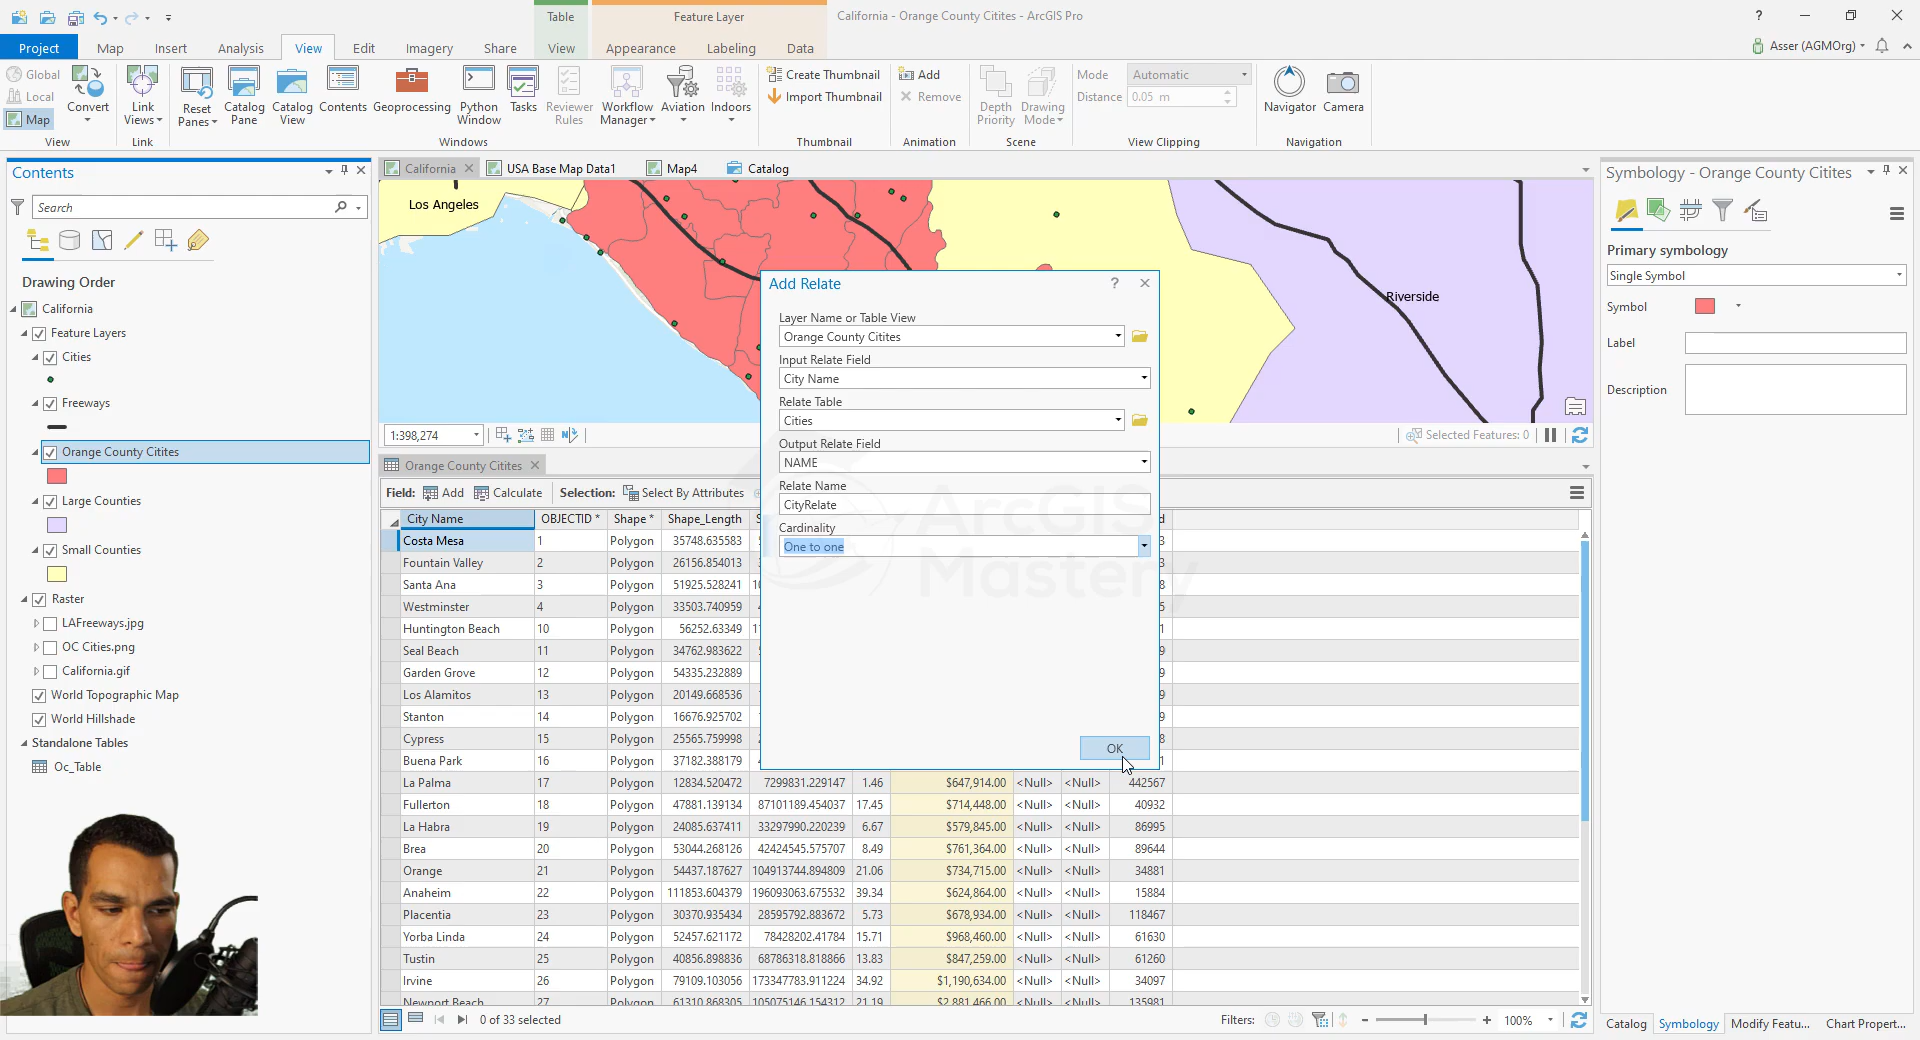 Table
Feature Layer
California - Orange County Citites - ArcGIS Pro
Project
Map
Insert
Analysis
View
Edit
Imagery
Share
View
Appearance
Labeling
Data
Asser (AGMOrg)
Global
Local
Map
Convert
Link Views
Reset Panes
Catalog Pane
Catalog View
Contents
Geoprocessing
Python Window
Tasks
Reviewer Rules
Workflow Manager
Aviation
Indoors
Create Thumbnail
Import Thumbnail
Add
Remove
Depth Priority
Drawing Mode
Mode
Automatic
Distance
0.05 m
Navigator
Camera
View
Link
Windows
Thumbnail
Animation
Scene
View Clipping
Navigation
Contents
Search
Drawing Order
California
Feature Layers
Cities
Freeways
Orange County Citites
Large Counties
Small Counties
Raster
LAFreeways.jpg
OC Cities.png
California.gif
World Topographic Map
World Hillshade
Standalone Tables
Oc_Table
California
USA Base Map Data1
Map4
Catalog
Los Angeles
Riverside
1:398,274
Selected Features: 0
Orange County Citites
Field:
Add
Calculate
Selection:
Select By Attributes
City Name OBJECTID * Shape * Shape_Length
Costa Mesa 1 Polygon 35748.635583
Fountain Valley 2 Polygon 26156.854013
Santa Ana 3 Polygon 51925.528241
Westminster 4 Polygon 33503.740959
Huntington Beach 10 Polygon 56252.63349
Seal Beach 11 Polygon 34762.983622
Garden Grove 12 Polygon 54335.232889
Los Alamitos 13 Polygon 20149.668536
Stanton 14 Polygon 16676.925702
Cypress 15 Polygon 25565.759998
Buena Park 16 Polygon 37182.388179
La Palma 17 Polygon 12834.520472 7299831.229147 1.46 $647,914.00 <Null> <Null> 442567
Fullerton 18 Polygon 47881.139134 87101189.454037 17.45 $714,448.00 <Null> <Null> 40932
La Habra 19 Polygon 24085.637411 33297990.220239 6.67 $579,845.00 <Null> <Null> 86995
Brea 20 Polygon 53044.268126 42424545.575707 8.49 $761,364.00 <Null> <Null> 89644
Orange 21 Polygon 54437.187627 104913744.894809 21.06 $734,715.00 <Null> <Null> 34881
Anaheim 22 Polygon 111853.604379 196093063.675532 39.34 $624,864.00 <Null> <Null> 15884
Placentia 23 Polygon 30370.935434 28595792.883672 5.73 $678,934.00 <Null> <Null> 118467
Yorba Linda 24 Polygon 52457.621172 78428202.41784 15.71 $968,460.00 <Null> <Null> 61630
Tustin 25 Polygon 40856.898836 68786318.818866 13.83 $847,259.00 <Null> <Null> 61260
Irvine 26 Polygon 79109.103056 173347783.911224 34.92 $1,190,634.00 <Null> <Null> 34097
Newport Beach 27 Polygon 61310.868305 105075146.154312 21.19 $2,881,466.00 <Null> <Null> 135981
0 of 33 selected
Filters:
100%
Add Relate
Layer Name or Table View
Orange County Citites
Input Relate Field
City Name
Relate Table
Cities
Output Relate Field
NAME
Relate Name
CityRelate
Cardinality
One to one
OK
ArcGIS
Mastery
Symbology - Orange County Citites
Primary symbology
Single Symbol
Symbol
Label
Description
Catalog
Symbology
Modify Featu...
Chart Propert...